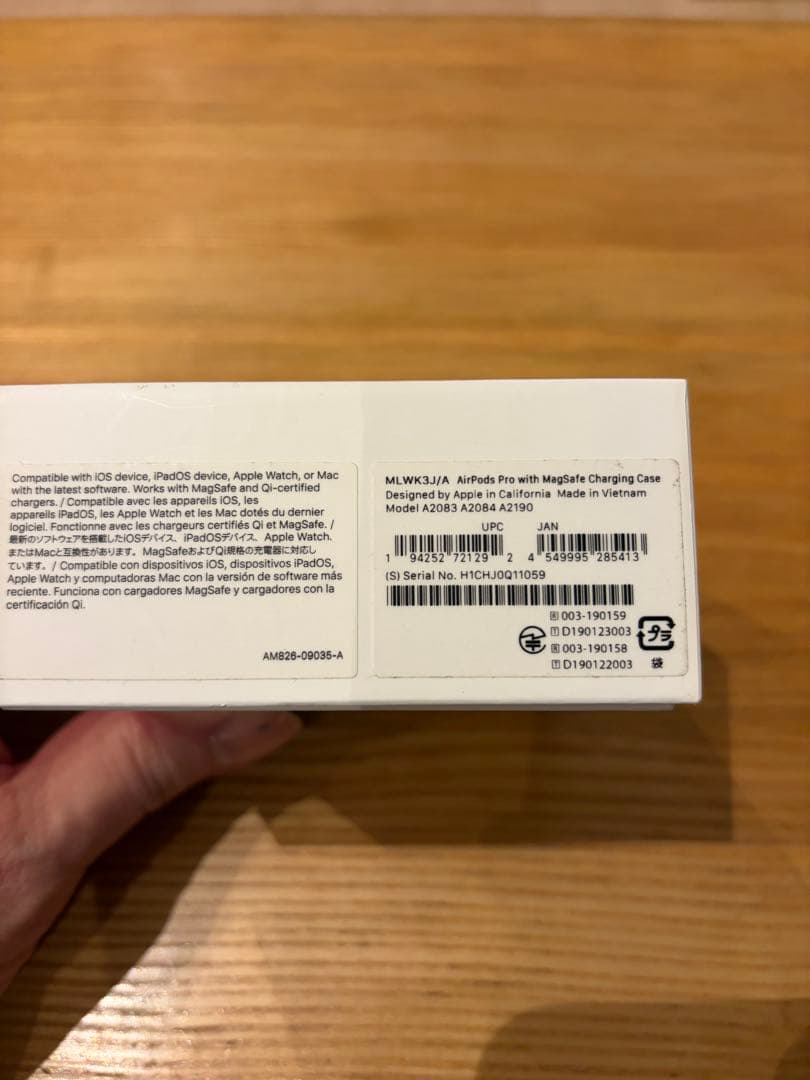 Compatible with iOS device, iPadOS device, Apple Watch, or Mac
with the latest software. Works with MagSafe and Qi-certified
chargers. / Compatible avec les appareils iOS, les
appareils iPadOS, les Apple Watch et les Mac dotés du dernier
logiciel. Fonctionne avec les chargeurs certifiés Qi et MagSafe. /
最新のソフトウェアを搭載したiOSデバイス、iPadOSデバイス、Apple Watch、
またはMacと互換性があります。MagSafeおよびQi規格の充電器に対応し
ています。/ Compatible con dispositivos iOS, dispositivos iPadOS,
Apple Watch y computadoras Mac con la versión de software más
reciente. Funciona con cargadores MagSafe y cargadores con la
certificación Qi.
AM826-09035-A
MLWK3J/A AirPods Pro with MagSafe Charging Case
Designed by Apple in California Made in Vietnam
Model A2083 A2084 A2190
UPC JAN
1 94252 72129 2 4 549995 285413
(S) Serial No. H1CHJ0Q11059
R 003-190159
T D190123003
R 003-190158
T D190122003
プラ
袋